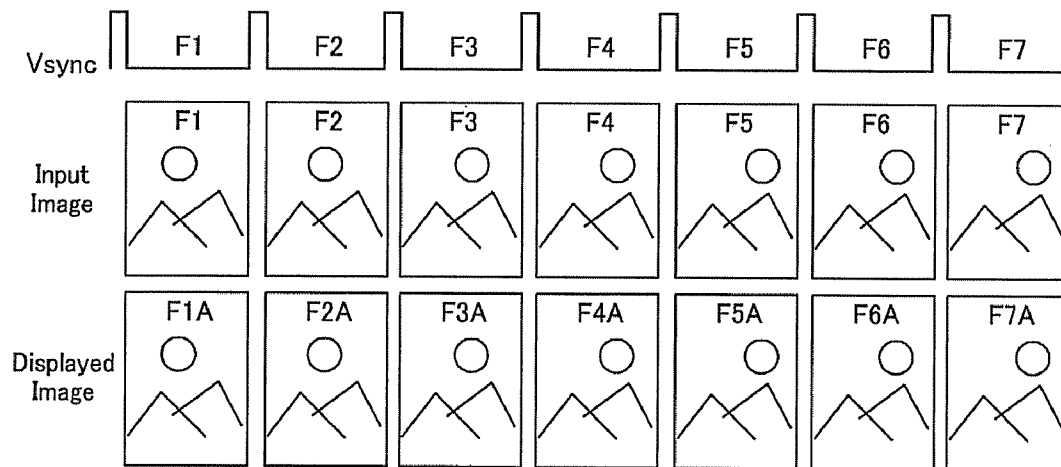 Vsync F1 F2 F3 F4 F5 F6 F7
Input
Image
F1 F2 F3 F4 F5 F6 F7
Displayed
Image
F1A F2A F3A F4A F5A F6A F7A